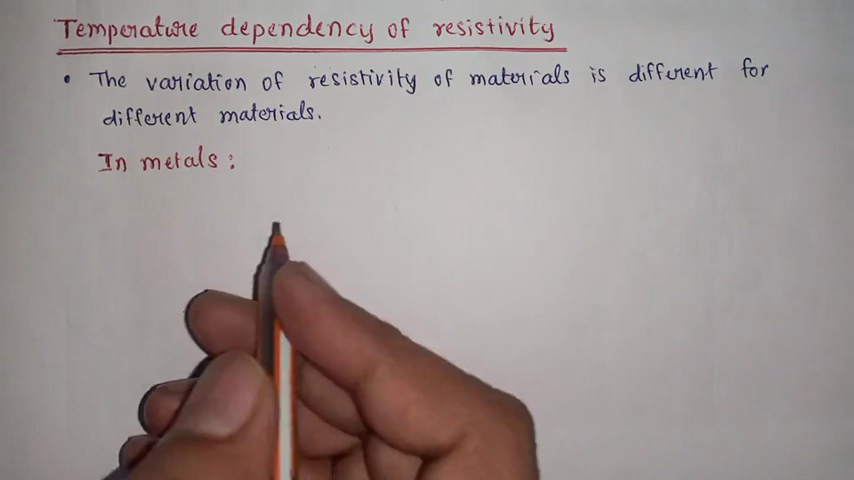 Temperature dependency of resistivity
• The variation of resistivity of materials is different for
different materials.
In metals: